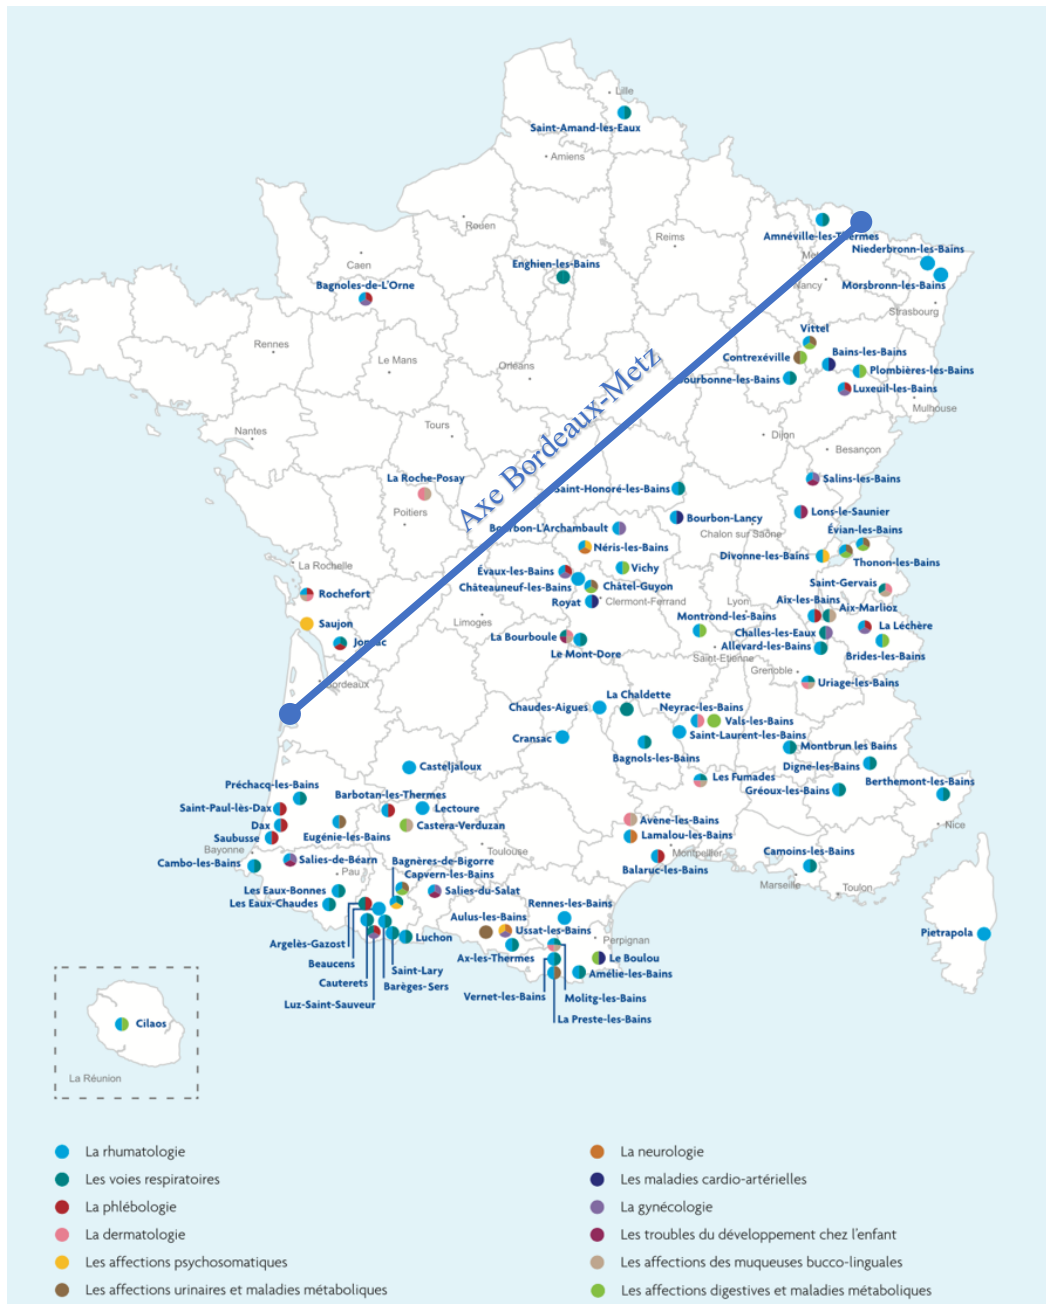 Lille
Saint-Amand-les-Eaux
Amiens
Rouen
Reims
Amnéville-les-Thermes
Niederbronn-les-Bains
Caen
Enghien-les-Bains
Bagnoles-de-L'Orne
Nancy
Morsbronn-les-Bains
Strasbourg
Vittel
Rennes
Contrexéville
Bains-les-Bains
Le Mans
Orléans
Plombières-les-Bains
Bourbonne-les-Bains
Luxeuil-les-Bains
Mulhouse
Axe Bordeaux-Metz
Nantes
Tours
Dijon
Besançon
La Roche-Posay
Salins-les-Bains
Saint-Honoré-les-Bains
Poitiers
Lons-le-Saunier
Bourbon-Lancy
Bourbon-L'Archambault
Chalon sur Saône
Évian-les-Bains
Néris-les-Bains
Divonne-les-Bains
Thonon-les-Bains
La Rochelle
Évaux-les-Bains
Vichy
Saint-Gervais
Châteauneuf-les-Bains
Châtel-Guyon
Rochefort
Royat
Clermont-Ferrand
Lyon
Aix-les-Bains
Aix-Marlioz
Saujon
Limoges
Montrond-les-Bains
La Léchère
La Bourboule
Challes-les-Eaux
Jonzac
Allevard-les-Bains
Le Mont-Dore
Saint-Etienne
Brides-les-Bains
Grenoble
Bordeaux
Uriage-les-Bains
La Chaldette
Chaudes-Aigues
Neyrac-les-Bains
Vals-les-Bains
Cransac
Saint-Laurent-les-Bains
Montbrun les Bains
Bagnols-les-Bains
Casteljaloux
Digne-les-Bains
Les Fumades
Berthemont-les-Bains
Préchacq-les-Bains
Barbotan-les-Thermes
Gréoux-les-Bains
Saint-Paul-lès-Dax
Lectoure
Avène-les-Bains
Dax
Castera-Verduzan
Nice
Saubusse
Eugénie-les-Bains
Lamalou-les-Bains
Bayonne
Toulouse
Montpellier
Camoins-les-Bains
Cambo-les-Bains
Salies-de-Béarn
Bagnères-de-Bigorre
Balaruc-les-Bains
Pau
Capvern-les-Bains
Marseille
Toulon
Les Eaux-Bonnes
Salies-du-Salat
Les Eaux-Chaudes
Rennes-les-Bains
Aulus-les-Bains
Ussat-les-Bains
Pietrapola
Luchon
Perpignan
Argelès-Gazost
Ax-les-Thermes
Le Boulou
Beaucens
Saint-Lary
Amélie-les-Bains
Cauterets
Barèges-Sers
Vernet-les-Bains
Molitg-les-Bains
Luz-Saint-Sauveur
La Preste-les-Bains
Cilaos
La Réunion
La rhumatologie
Les voies respiratoires
La phlébologie
La dermatologie
Les affections psychosomatiques
Les affections urinaires et maladies métaboliques
La neurologie
Les maladies cardio-artérielles
La gynécologie
Les troubles du développement chez l'enfant
Les affections des muqueuses bucco-linguales
Les affections digestives et maladies métaboliques